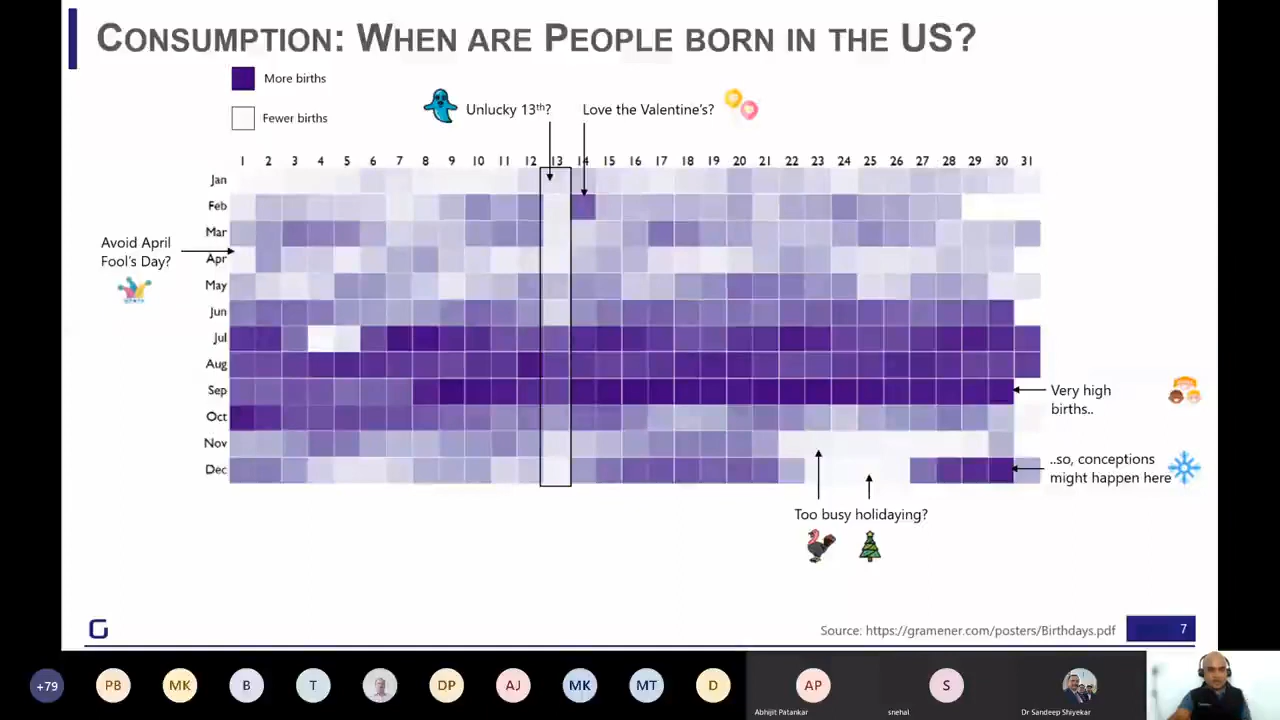 CONSUMPTION: WHEN ARE PEOPLE BORN IN THE US?
More births
Fewer births
Unlucky 13th?
Love the Valentine's?
1 2 3 4 5 6 7 8 9 10 11 12 13 14 15 16 17 18 19 20 21 22 23 24 25 26 27 28 29 30 31
Jan
Feb
Mar
Apr
May
Jun
Jul
Aug
Sep
Oct
Nov
Dec
Avoid April
Fool's Day?
Very high
births..
..so, conceptions
might happen here
Too busy holidaying?
G
Source: https://gramener.com/posters/Birthdays.pdf
7
+79
PB
MK
B
T
DP
AJ
MK
MT
D
AP
S
Abhijit Patankar
snehal
Dr Sandeep Shiyekar